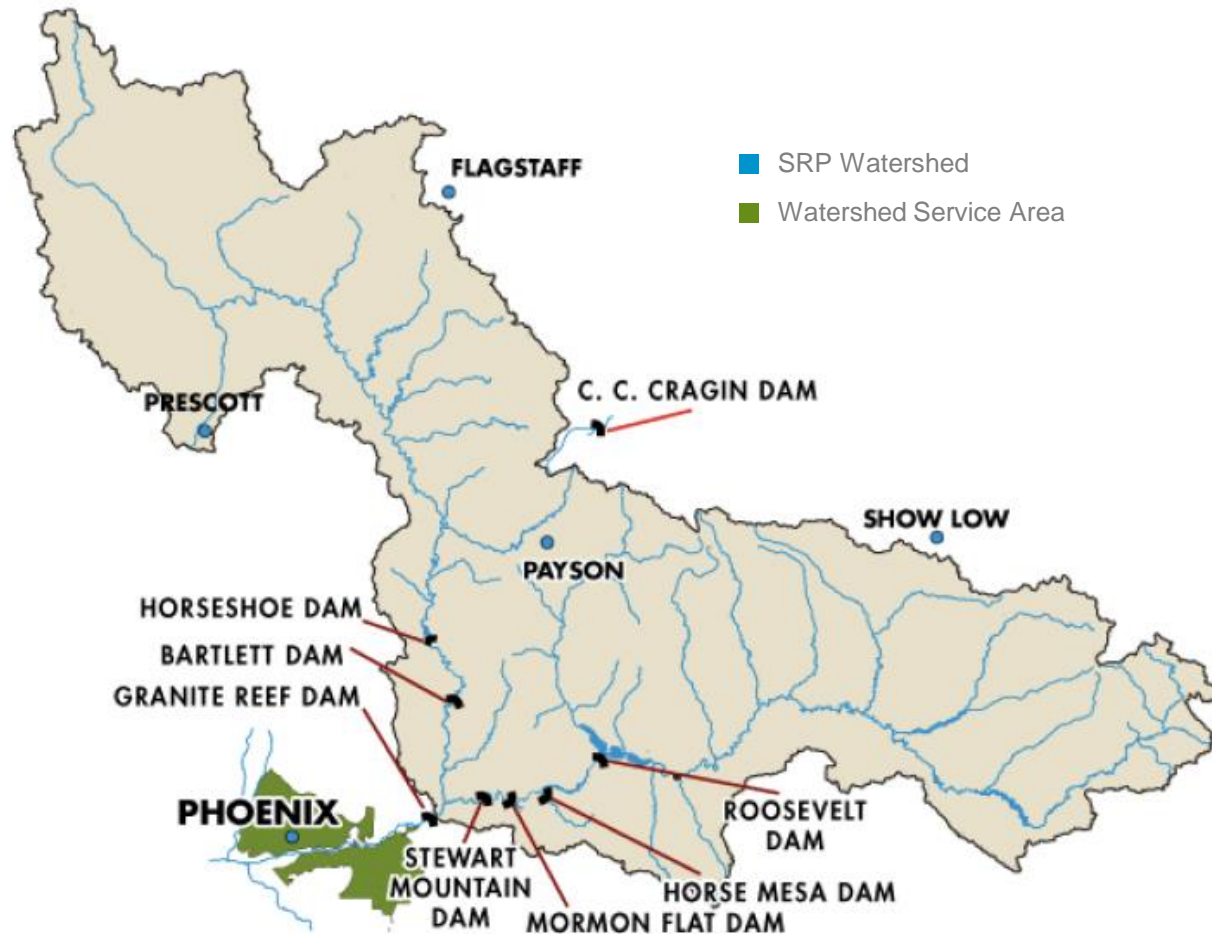 FLAGSTAFF
SRP Watershed
Watershed Service Area
C. C. CRAGIN DAM
PRESCOTT
SHOW LOW
PAYSON
HORSESHOE DAM
BARTLETT DAM
GRANITE REEF DAM
PHOENIX
ROOSEVELT
DAM
STEWART
MOUNTAIN
DAM
HORSE MESA DAM
MORMON FLAT DAM